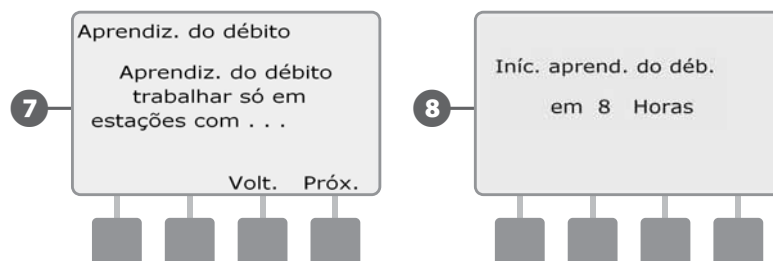 7
Aprendiz. do débito
Aprendiz. do débito
trabalhar só em
estações com . . .
Volt. Próx.
8
Iníc. aprend. do déb.
em 8 Horas